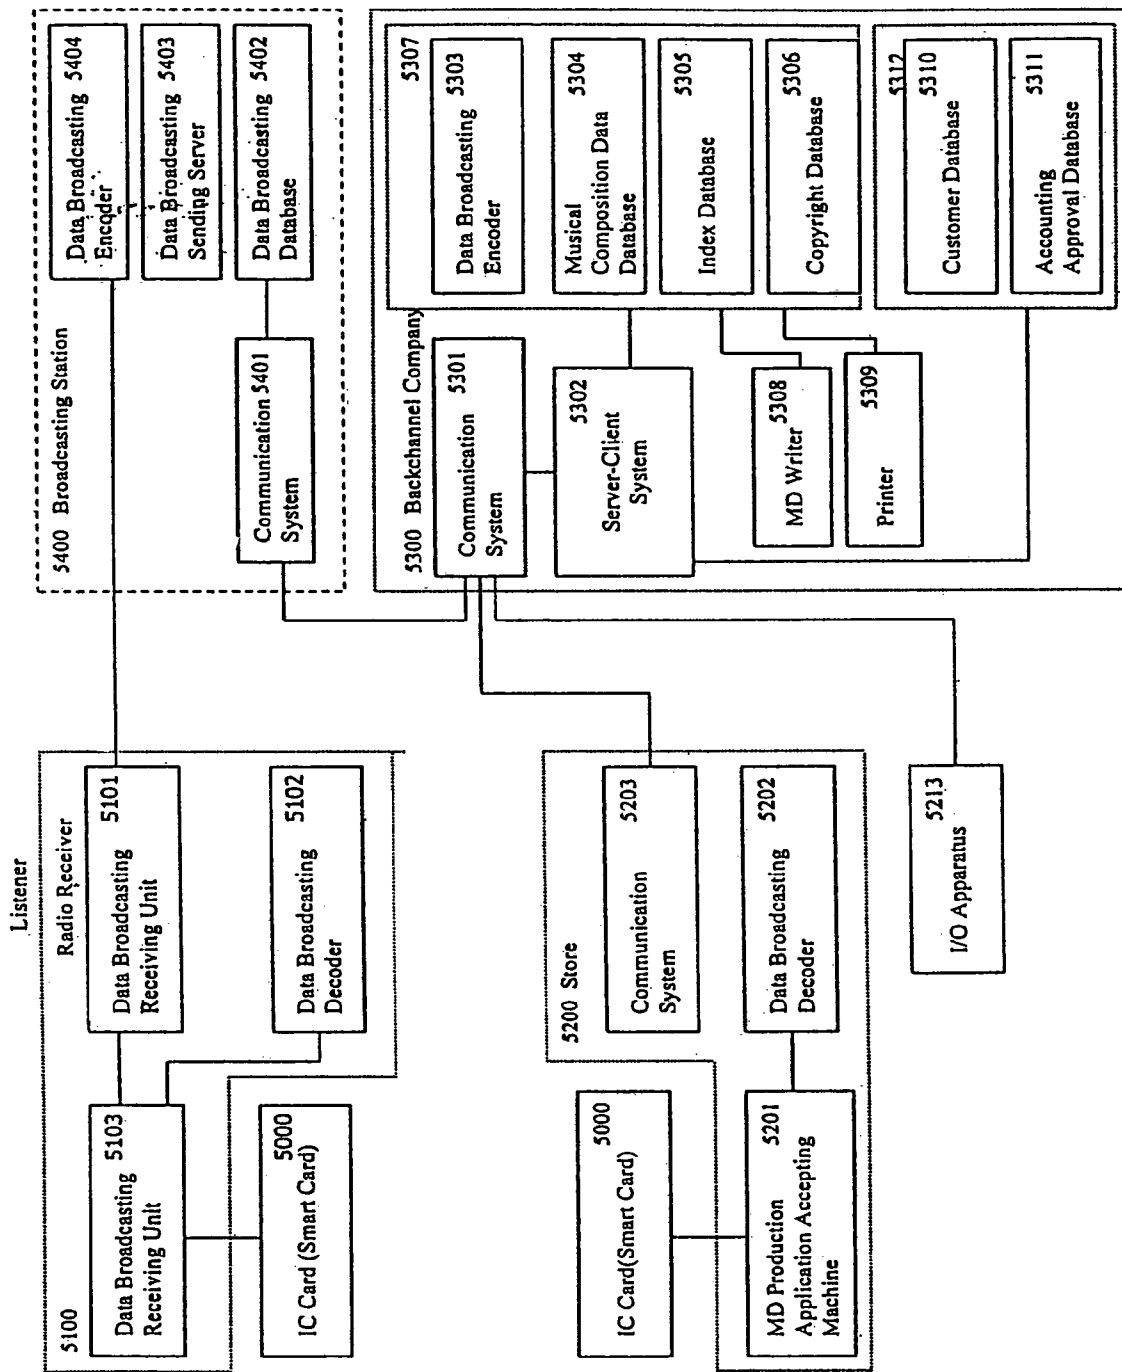 Listener
5100
Radio Receiver
5103
Data Broadcasting
Receiving Unit
5101
Data Broadcasting
Receiving Unit
5102
Data Broadcasting
Decoder
5000
IC Card (Smart Card)
5400 Broadcasting Station
Data Broadcasting 5404
Encoder
5403
Data Broadcasting
Sending Server
Data Broadcasting 5402
Database
Communication 5401
System
5200 Store
5000
IC Card(Smart Card)
5203
Communication
System
5201
MD Production
Application Accepting
Machine
5202
Data Broadcasting
Decoder
5213
I/O Apparatus
5300 Backchannel Company
5301
Communication
System
5302
Server-Client
System
5307
5303
Data Broadcasting
Encoder
5304
Musical
Composition Data
Database
5305
Index Database
5306
Copyright Database
5308
MD Writer
5309
Printer
5312
5310
Customer Database
5311
Accounting
Approval Database